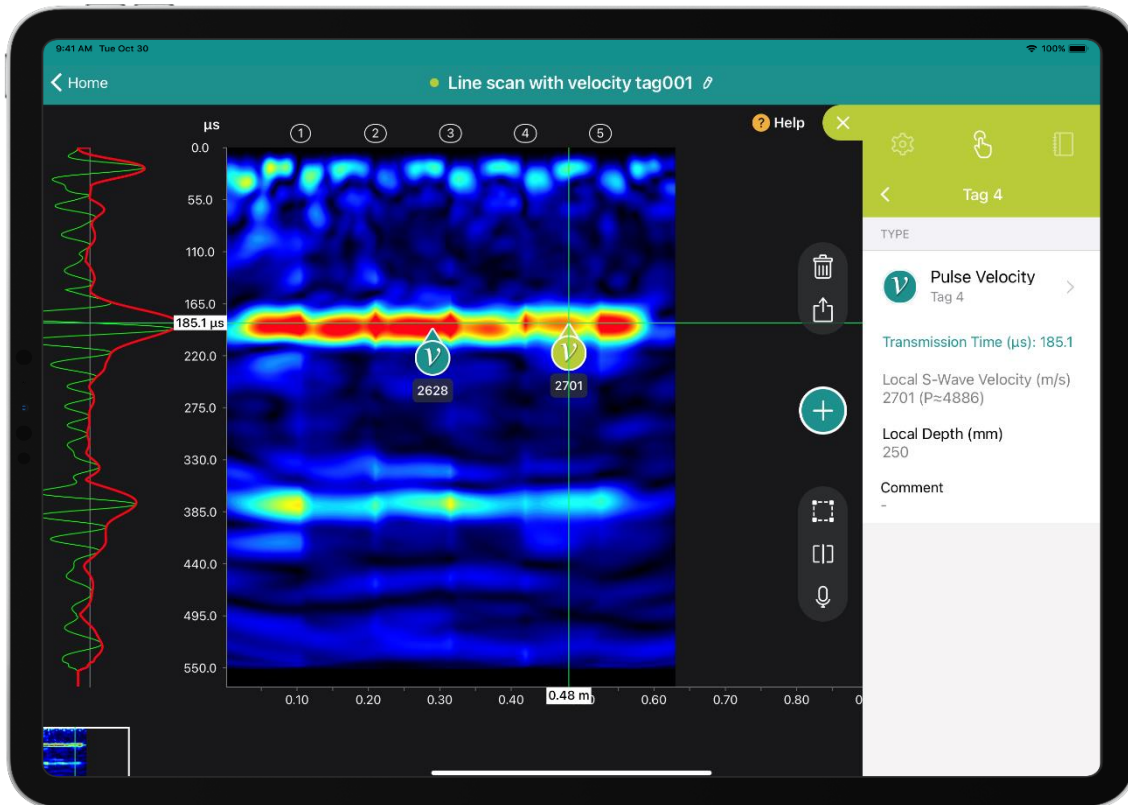 9:41 AM Tue Oct 30
100%
Home
Line scan with velocity tag001
µs
1 2 3 4 5
? Help
0.0
55.0
110.0
165.0
185.1 µs
220.0
275.0
330.0
385.0
440.0
495.0
550.0
v
2628
v
2701
0.10 0.20 0.30 0.40 0.48 m 0.60 0.70 0.80
Tag 4
TYPE
v
Pulse Velocity
Tag 4
Transmission Time (µs): 185.1
Local S-Wave Velocity (m/s)
2701 (P≈4886)
Local Depth (mm)
250
Comment
-